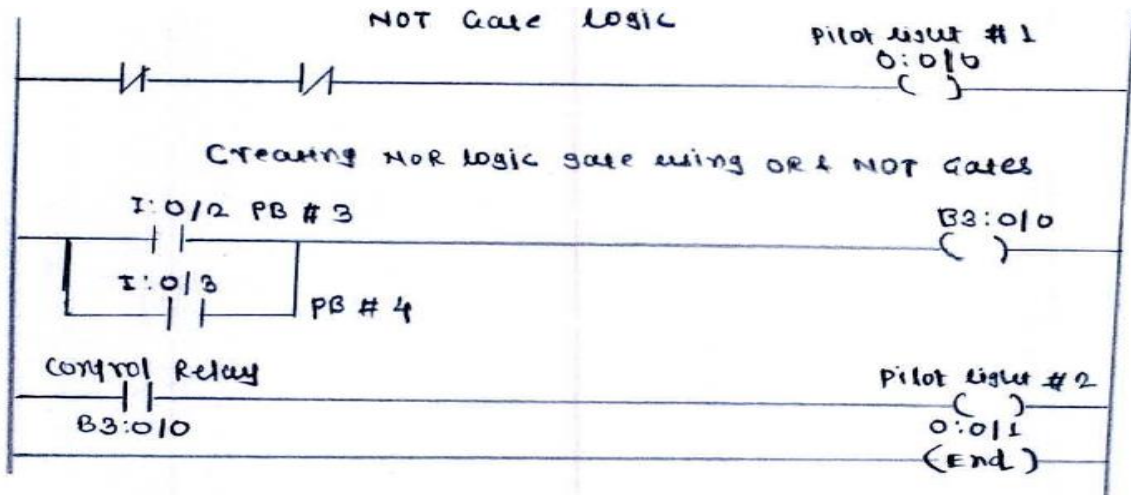 NOT Gate Logic
Pilot Light # 1
O:0/0
Creating NOR Logic gate using OR & NOT Gates
I:0/2 PB # 3
B3:0/0
I:0/3
PB # 4
Control Relay
Pilot Light # 2
B3:0/0
O:0/1
(End)